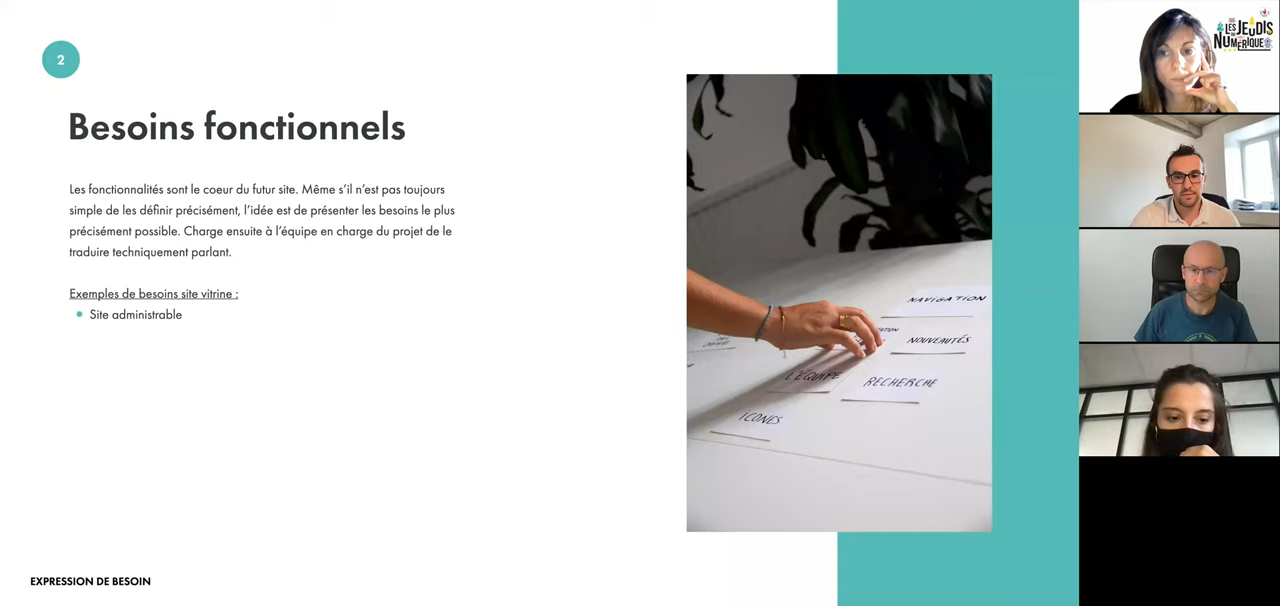 2
Besoins fonctionnels
Les fonctionnalités sont le coeur du futur site. Même s’il n’est pas toujours
simple de les définir précisément, l’idée est de présenter les besoins le plus
précisément possible. Charge ensuite à l’équipe en charge du projet de le
traduire techniquement parlant.
Exemples de besoins site vitrine :
Site administrable
EXPRESSION DE BESOIN
NAVIGATION
NOUVEAUTÉS
L'ÉQUIPE
RECHERCHE
ICONES
LES JEUDIS
NUMÉRIQUES